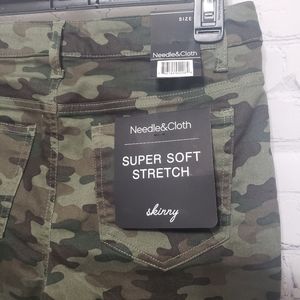 SIZE
Needle&Cloth
Needle&Cloth
SUPER SOFT
STRETCH
skinny